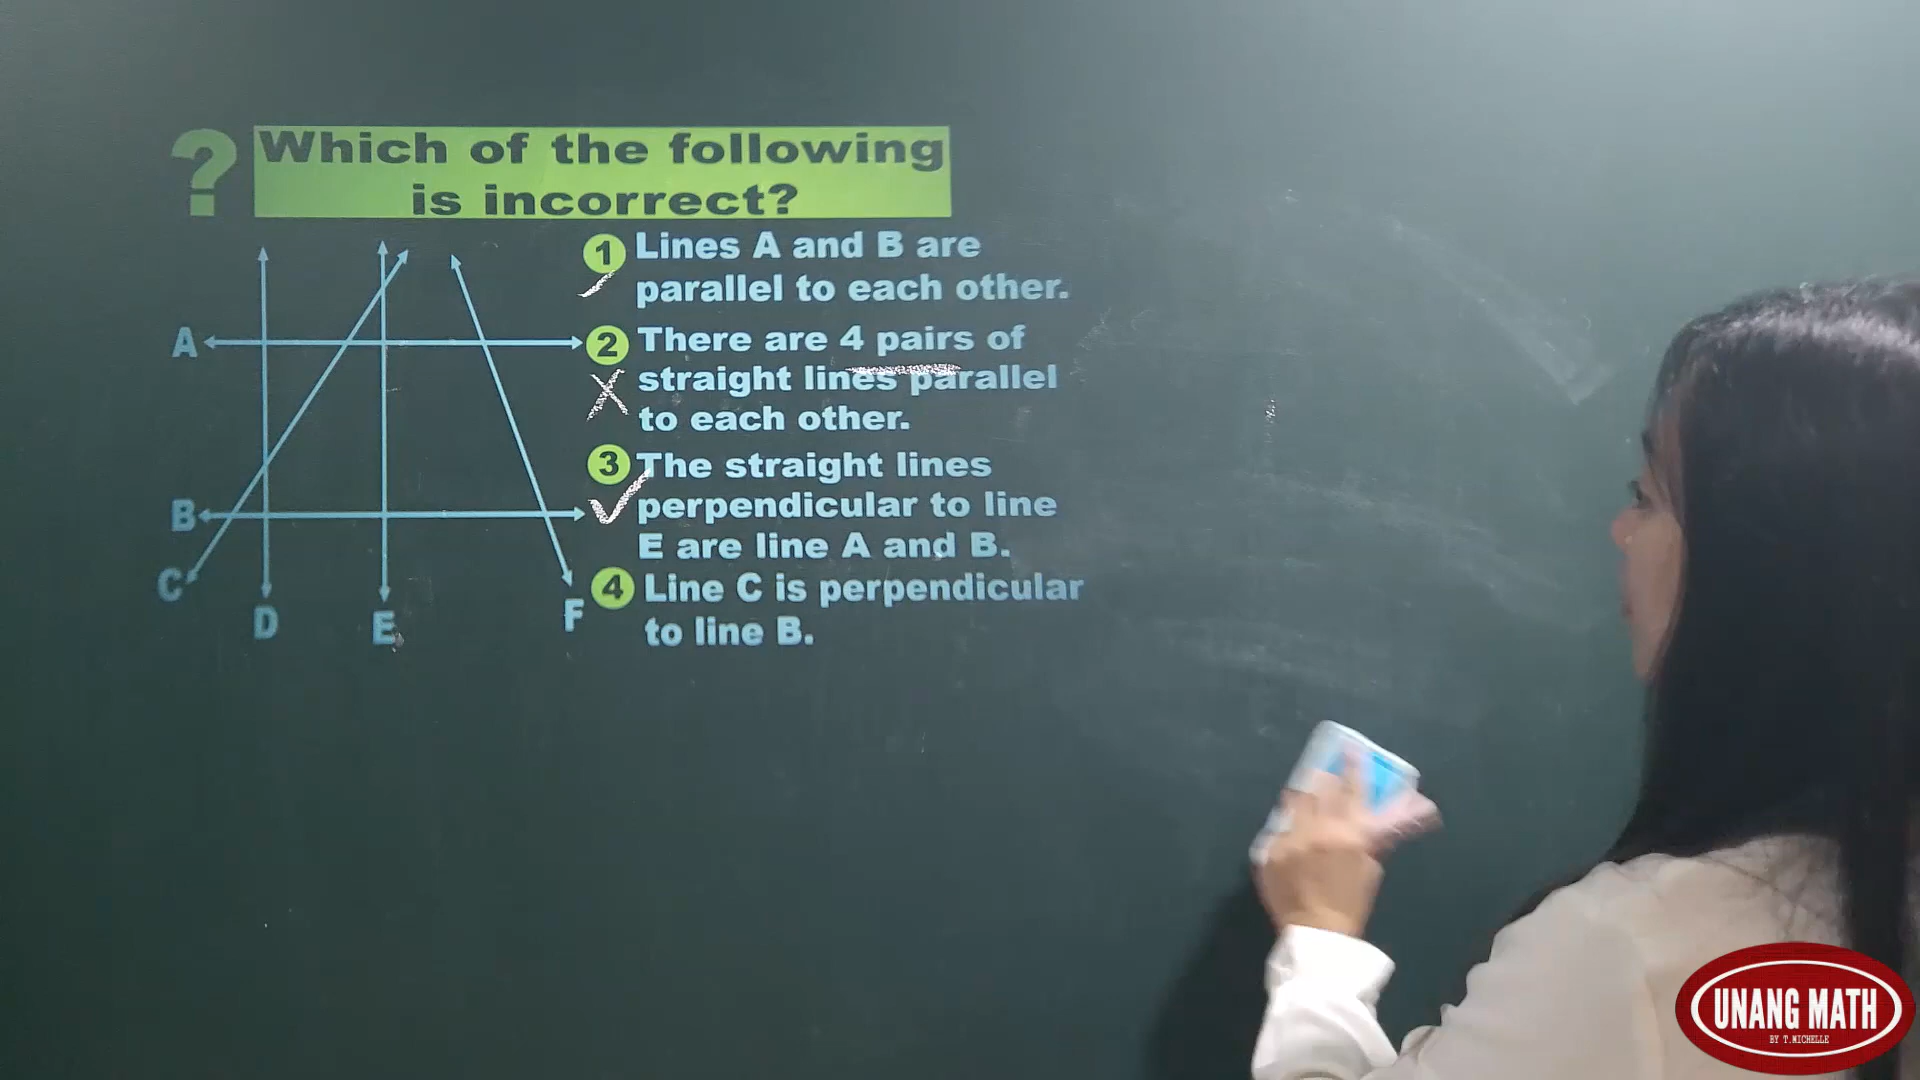 ? Which of the following
is incorrect?
1 Lines A and B are
parallel to each other.
2 There are 4 pairs of
straight lines parallel
to each other.
3 The straight lines
perpendicular to line
E are line A and B.
4 Line C is perpendicular
to line B.
A
B
C
D
E
F
UNANG MATH
BY T.MICHELLE